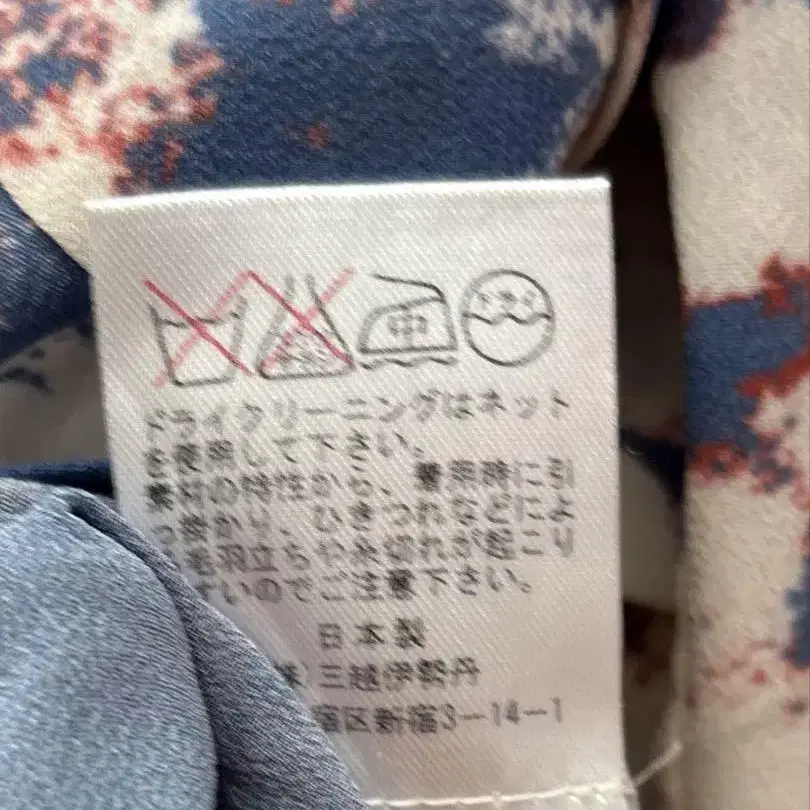 中 ドライ
ドライクリーニングはネット
を使用して下さい。
素材の特性から、着用時に引
っ掛かり、ひきつれなどによ
毛羽立ちや糸切れが起こり
すいのでご注意下さい。
日本製
三越伊勢丹
宿区新宿3-14-1